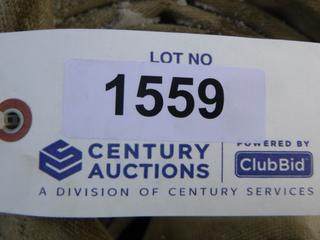 LOT NO
1559
CENTURY
AUCTIONS
POWERED BY
ClubBid
A DIVISION OF CENTURY SERVICES